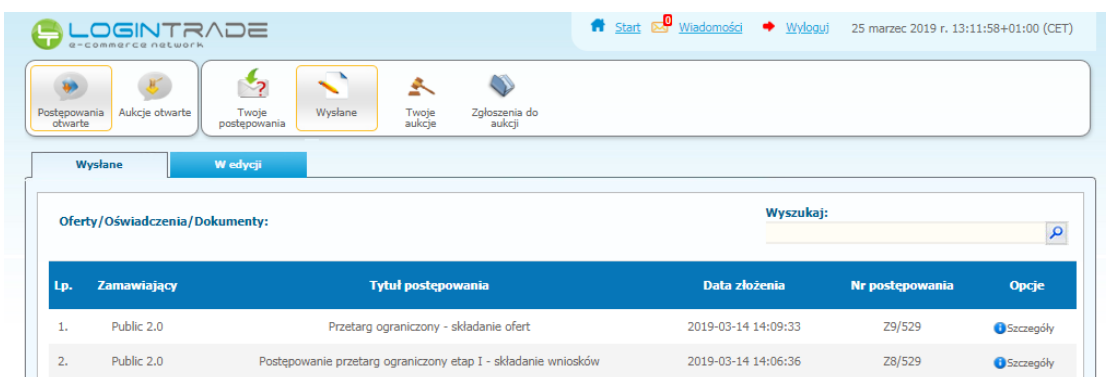 LOGINTRADE
e-commerce network
Start 0 Wiadomości Wyloguj 25 marzec 2019 r. 13:11:58+01:00 (CET)
Postępowania otwarte Aukcje otwarte Twoje postępowania Wysłane Twoje aukcje Zgłoszenia do aukcji
Wysłane W edycji
Oferty/Oświadczenia/Dokumenty: Wyszukaj:
Lp. Zamawiający Tytuł postępowania Data złożenia Nr postępowania Opcje
1. Public 2.0 Przetarg ograniczony - składanie ofert 2019-03-14 14:09:33 Z9/529 Szczegóły
2. Public 2.0 Postępowanie przetarg ograniczony etap I - składanie wniosków 2019-03-14 14:06:36 Z8/529 Szczegóły